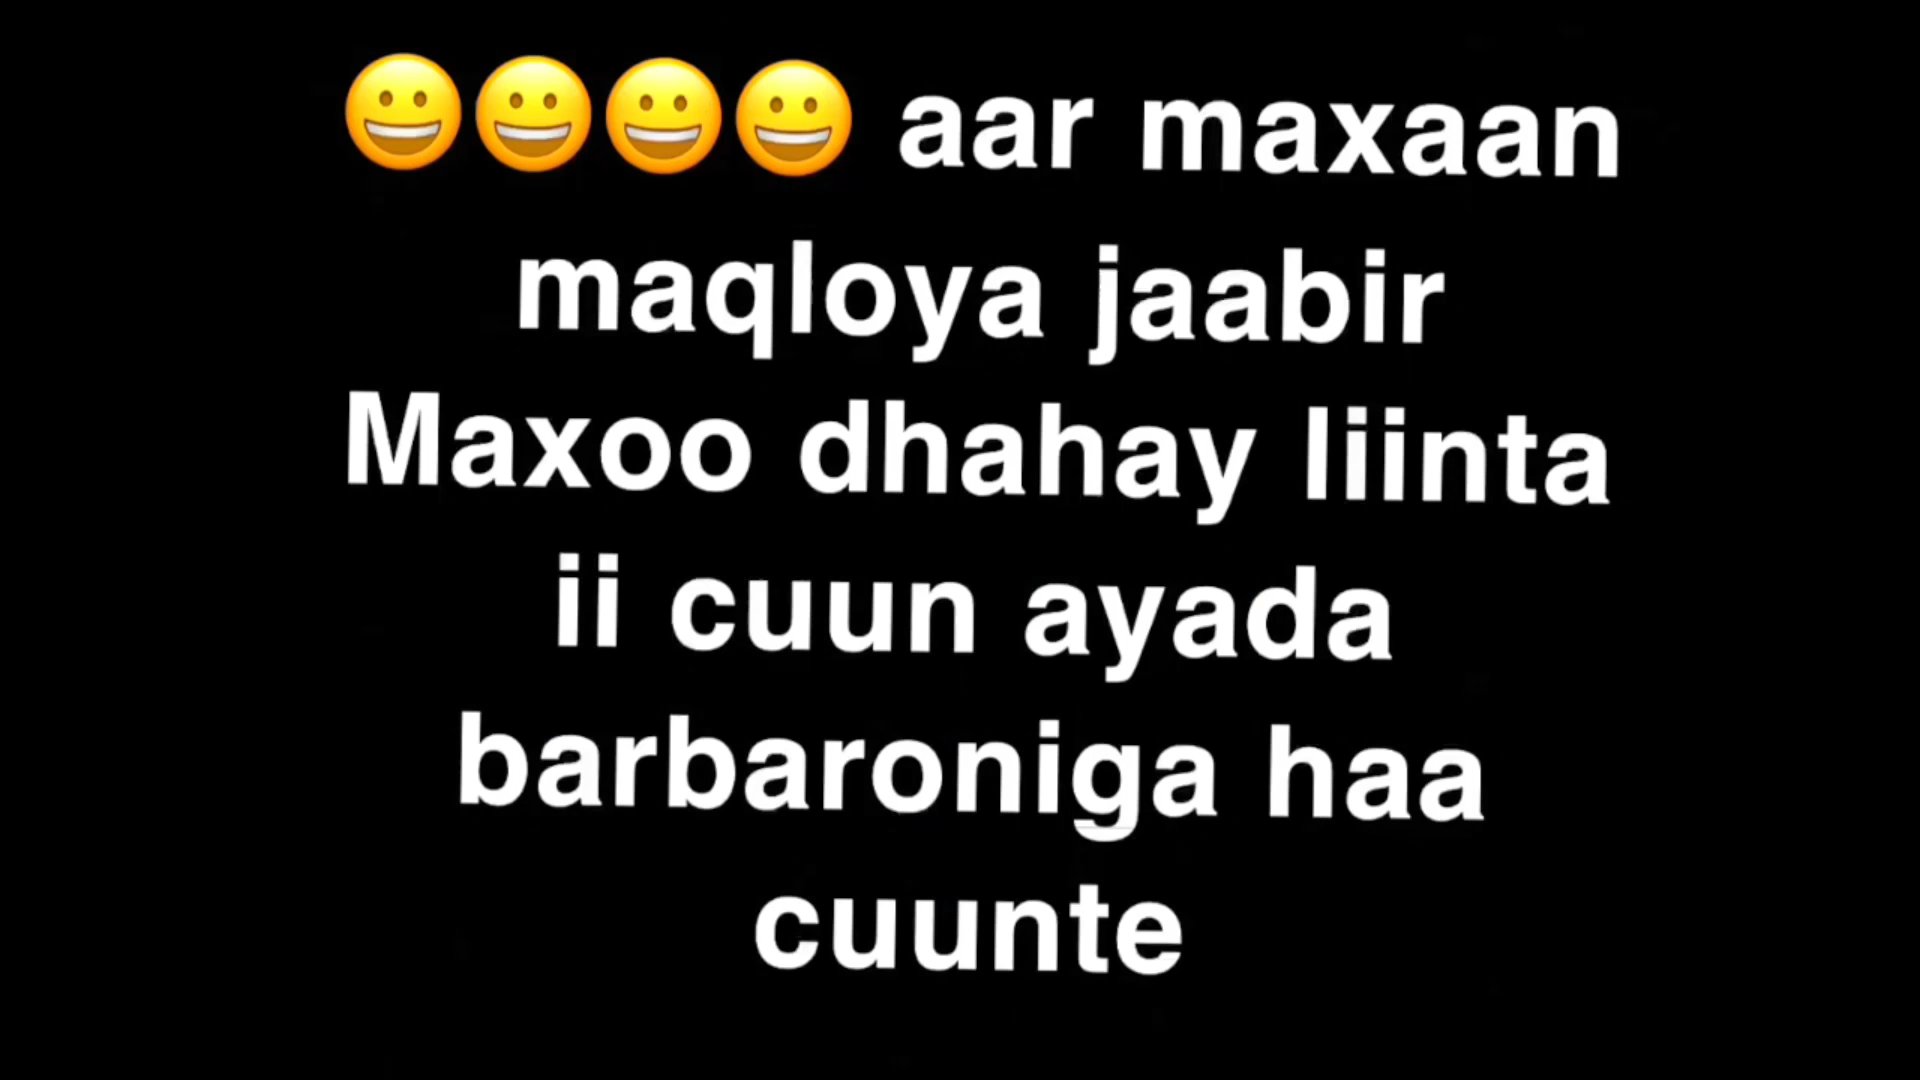 😀😀😀😀 aar maxaan
maqloya jaabir
Maxoo dhahay liinta
ii cuun ayada
barbaroniga haa
cuunte